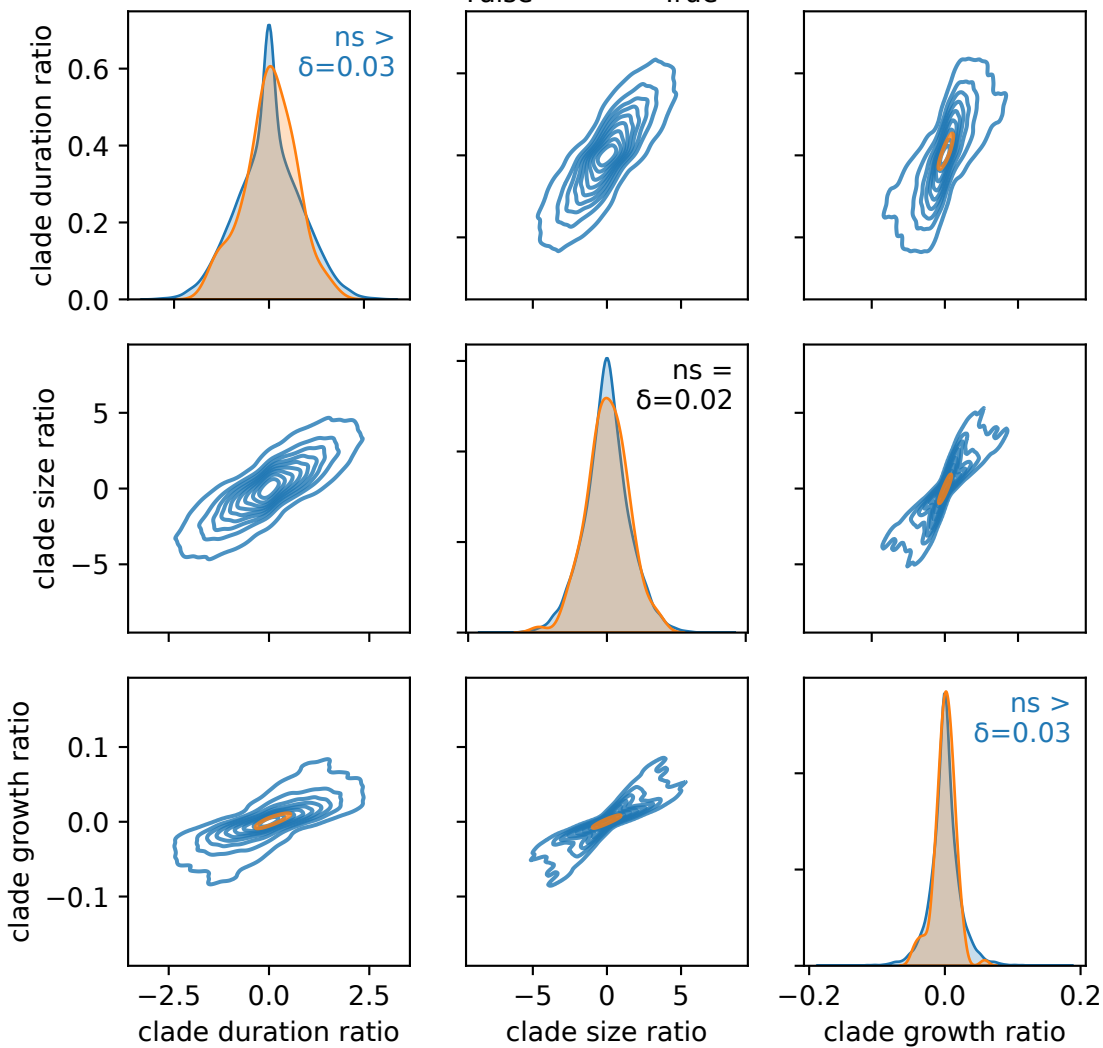 ns >
δ=0.03
clade duration ratio
0.6
0.4
0.2
0.0
ns =
δ=0.02
clade size ratio
5
0
−5
ns >
δ=0.03
clade growth ratio
0.1
0.0
−0.1
−2.5 0.0 2.5
−5 0 5
−0.2 0.0 0.2
clade duration ratio
clade size ratio
clade growth ratio